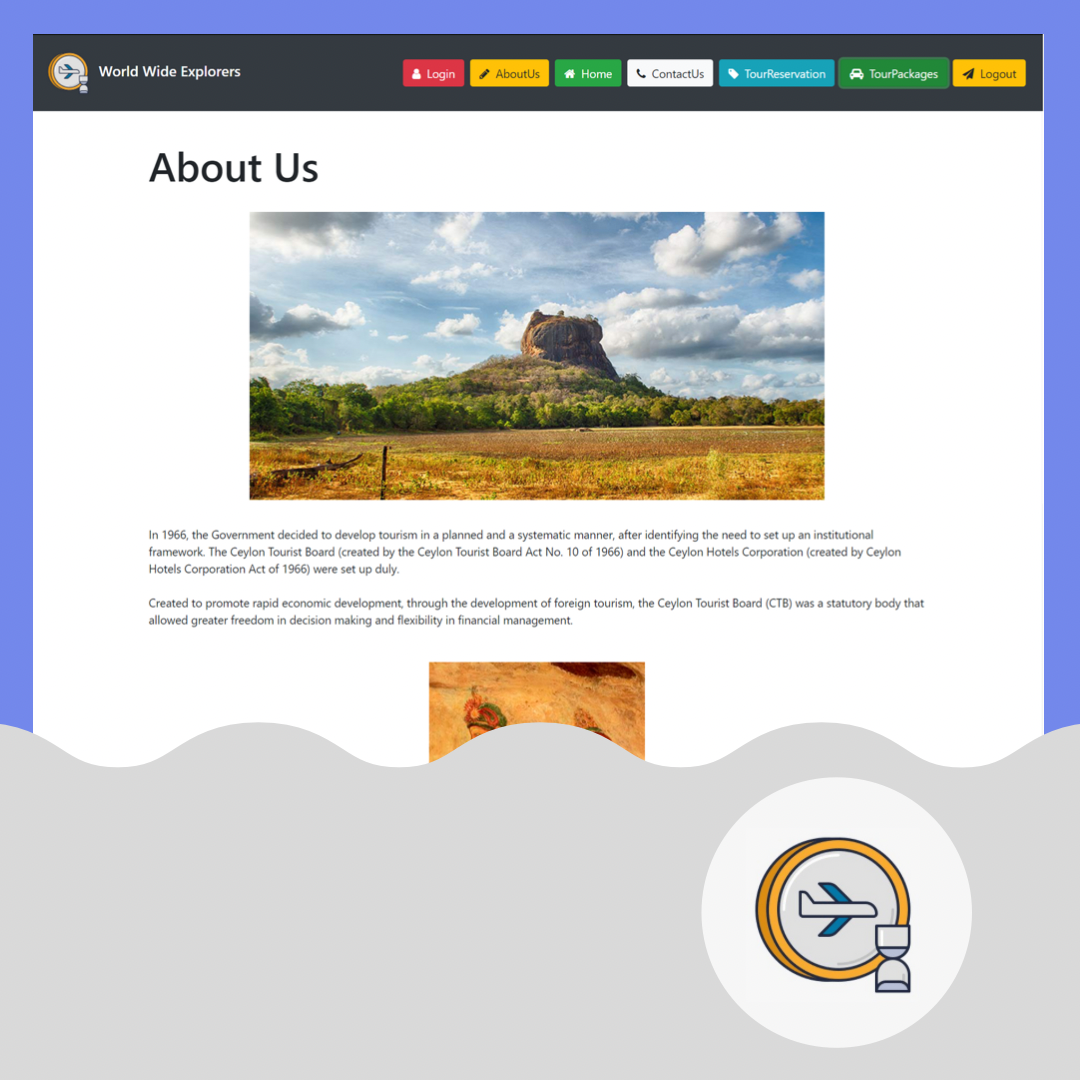 World Wide Explorers
Login
AboutUs
Home
ContactUs
TourReservation
TourPackages
Logout
About Us
In 1966, the Government decided to develop tourism in a planned and a systematic manner, after identifying the need to set up an institutional
framework. The Ceylon Tourist Board (created by the Ceylon Tourist Board Act No. 10 of 1966) and the Ceylon Hotels Corporation (created by Ceylon
Hotels Corporation Act of 1966) were set up duly.
Created to promote rapid economic development, through the development of foreign tourism, the Ceylon Tourist Board (CTB) was a statutory body that
allowed greater freedom in decision making and flexibility in financial management.